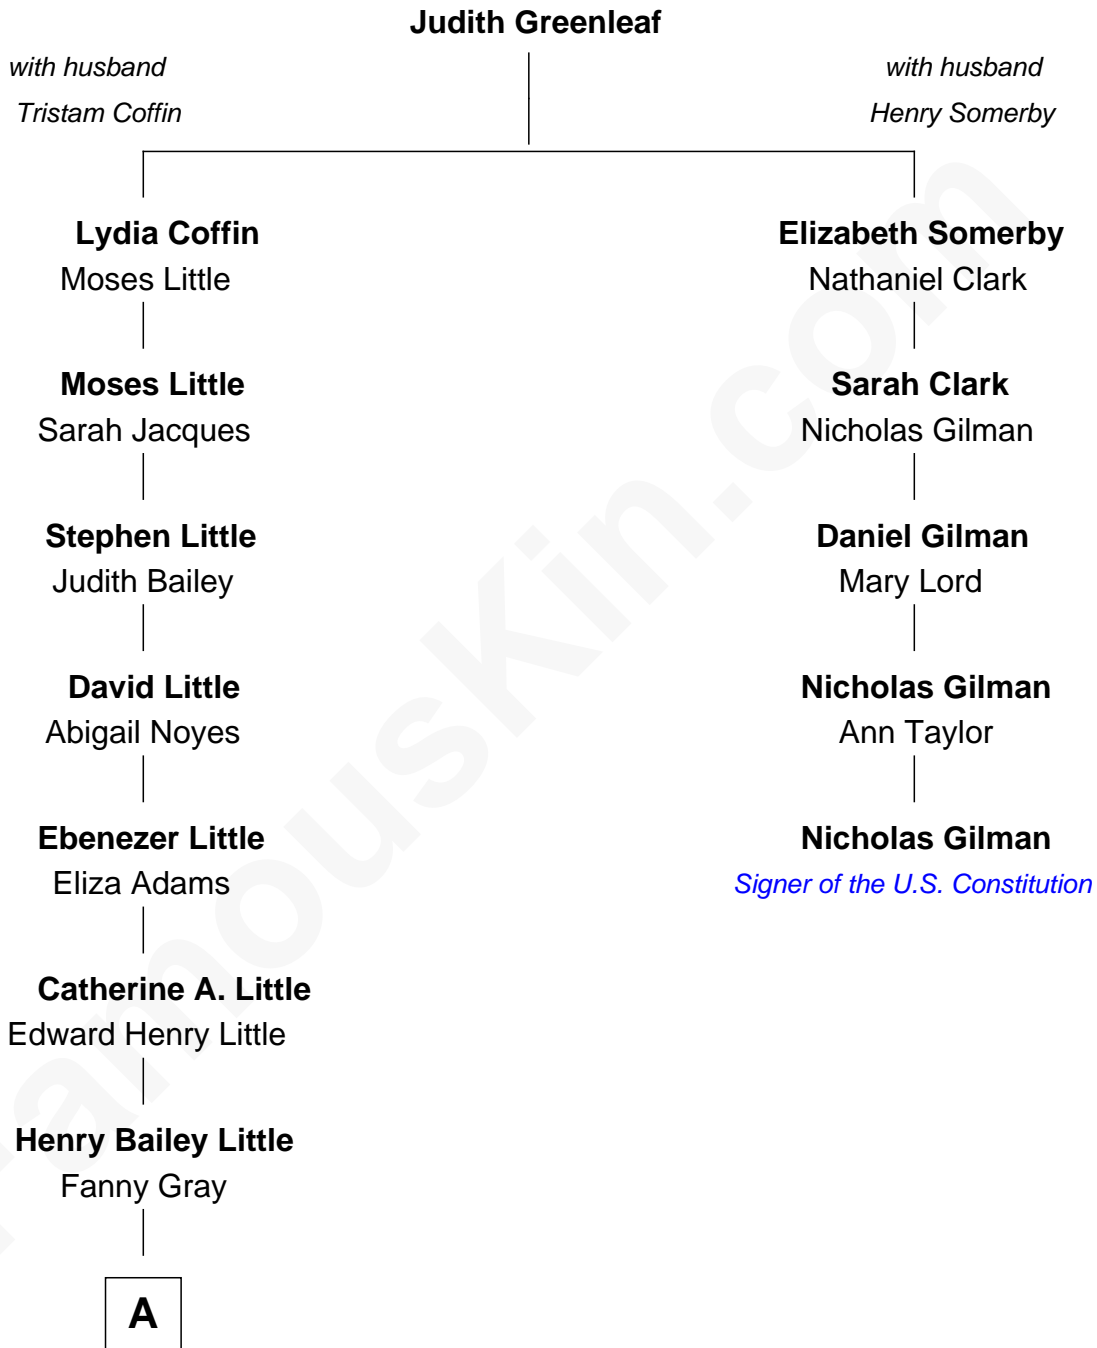 Judith Greenleaf
with husband
Tristam Coffin
with husband
Henry Somerby
Lydia Coffin
Moses Little
Elizabeth Somerby
Nathaniel Clark
Moses Little
Sarah Jacques
Sarah Clark
Nicholas Gilman
Stephen Little
Judith Bailey
Daniel Gilman
Mary Lord
David Little
Abigail Noyes
Nicholas Gilman
Ann Taylor
Ebenezer Little
Eliza Adams
Nicholas Gilman
Signer of the U.S. Constitution
Catherine A. Little
Edward Henry Little
Henry Bailey Little
Fanny Gray
A
FamousKin.com